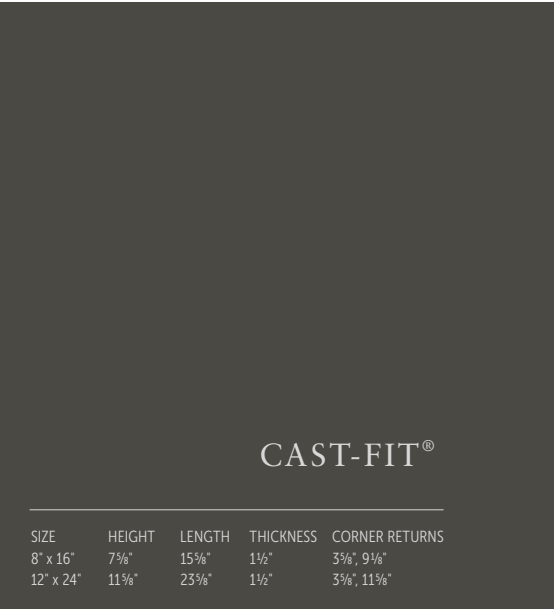 CAST-FIT®
SIZE HEIGHT LENGTH THICKNESS CORNER RETURNS
8" x 16" 7⅝" 15⅝" 1½" 3⅝", 9⅛"
12" x 24" 11⅝" 23⅝" 1½" 3⅝", 11⅝"